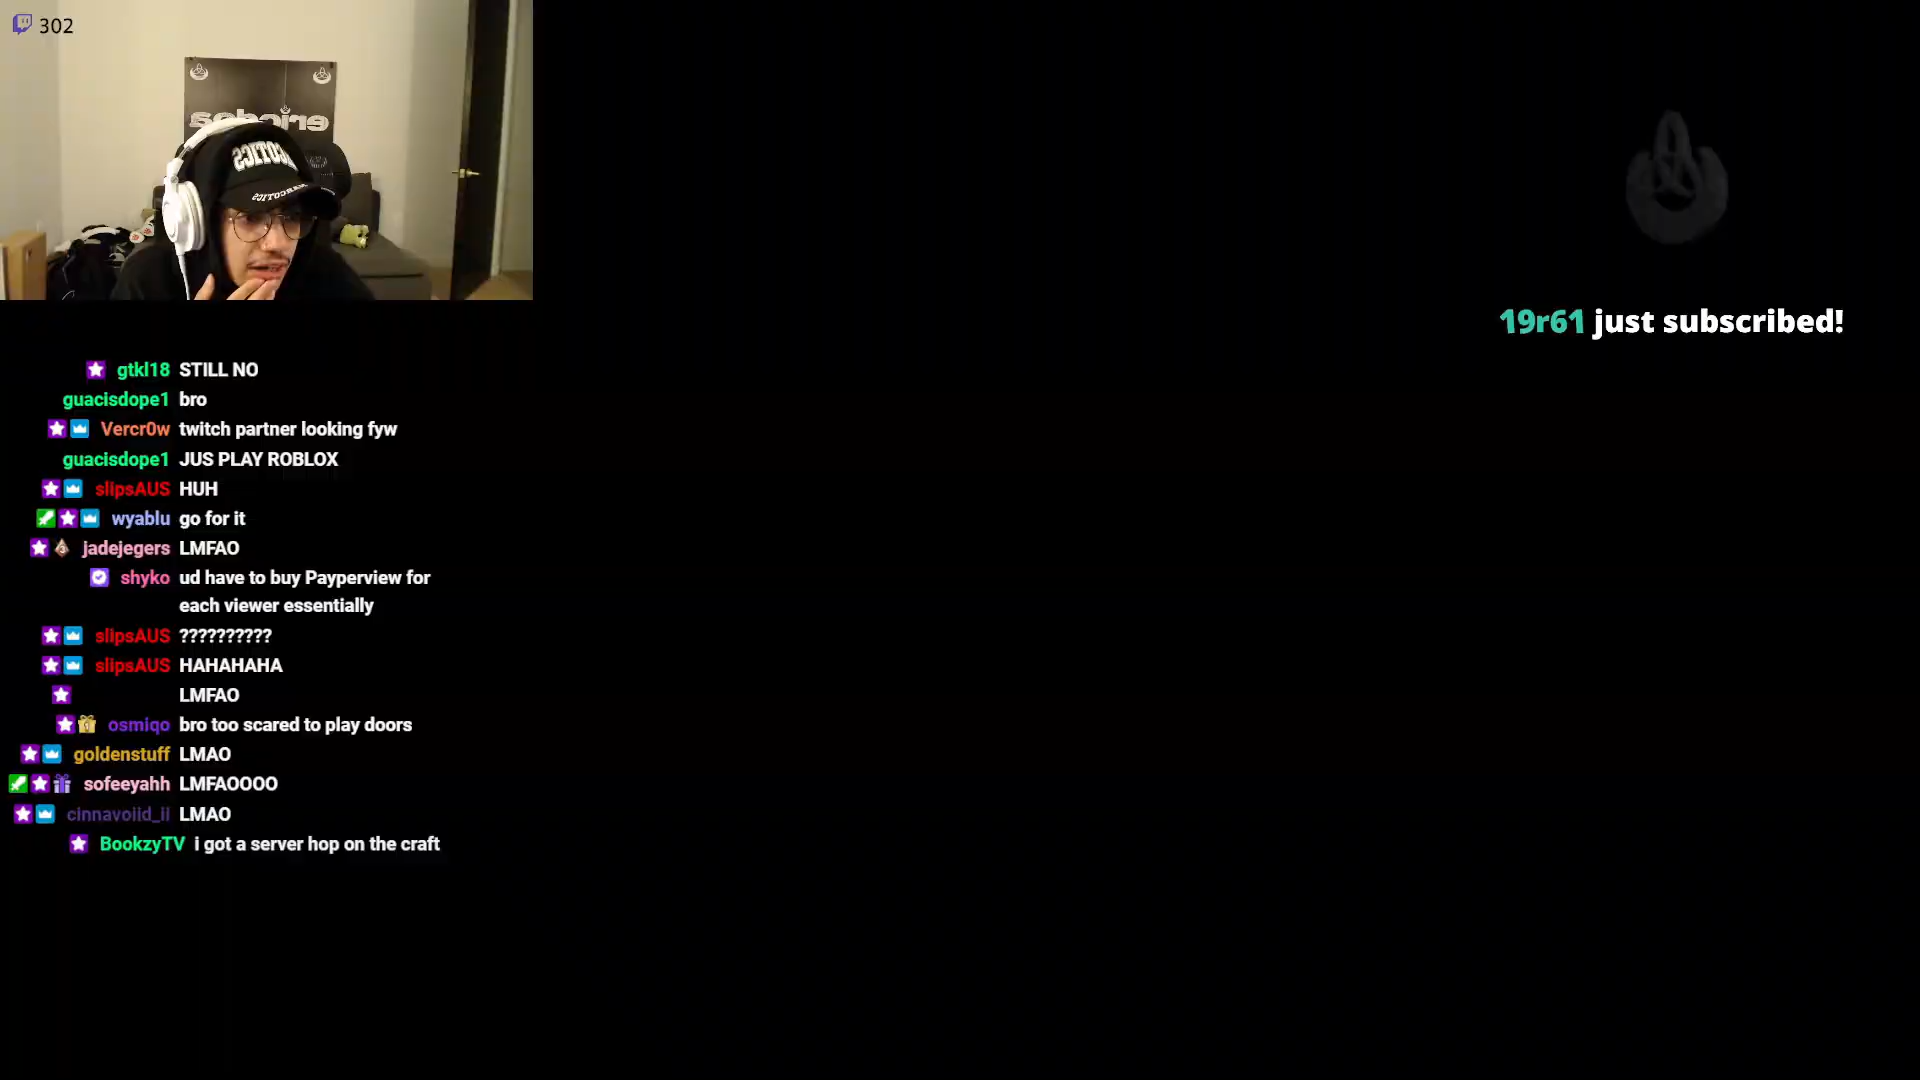 302
ericdoa
NARCOTICS
NARCOTICS
19r61 just subscribed!
gtkl18 STILL NO
guacisdope1 bro
Vercr0w twitch partner looking fyw
guacisdope1 JUS PLAY ROBLOX
slipsAUS HUH
wyablu go for it
jadejegers LMFAO
shyko ud have to buy Payperview for
each viewer essentially
slipsAUS ??????????
slipsAUS HAHAHAHA
LMFAO
osmiqo bro too scared to play doors
goldenstuff LMAO
sofeeyahh LMFAOOOO
cinnavoiid_ii LMAO
BookzyTV i got a server hop on the craft